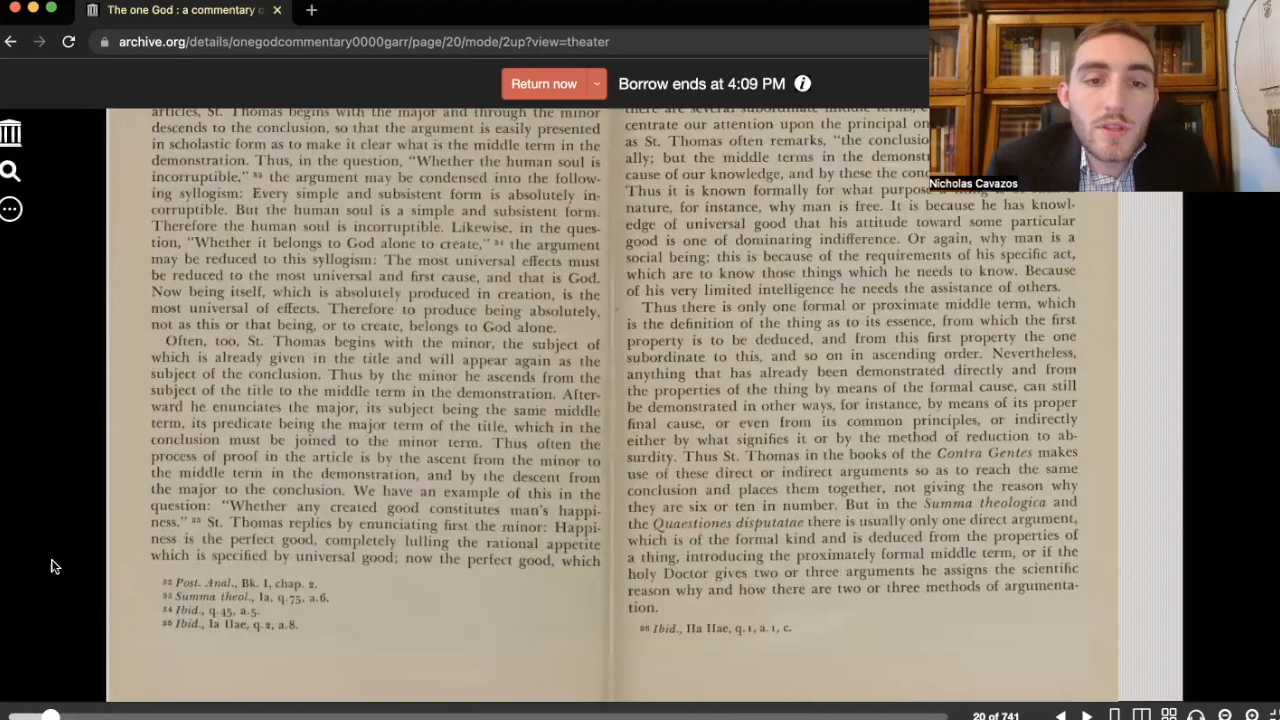 The one God : a commentary o
archive.org/details/onegodcommentary0000garr/page/20/mode/2up?view=theater
Return now
Borrow ends at 4:09 PM
Nicholas Cavazos
articles, St. Thomas begins with the major and through the minor
descends to the conclusion, so that the argument is easily presented
in scholastic form as to make it clear what is the middle term in the
demonstration. Thus, in the question, "Whether the human soul is
incorruptible," 33 the argument may be condensed into the follow-
ing syllogism: Every simple and subsistent form is absolutely in-
corruptible. But the human soul is a simple and subsistent form.
Therefore the human soul is incorruptible. Likewise, in the ques-
tion, "Whether it belongs to God alone to create," 34 the argument
may be reduced to this syllogism: The most universal effects must
be reduced to the most universal and first cause, and that is God.
Now being itself, which is absolutely produced in creation, is the
most universal of effects. Therefore to produce being absolutely,
not as this or that being, or to create, belongs to God alone.
Often, too, St. Thomas begins with the minor, the subject of
which is already given in the title and will appear again as the
subject of the conclusion. Thus by the minor he ascends from the
subject of the title to the middle term in the demonstration. After-
ward he enunciates the major, its subject being the same middle
term, its predicate being the major term of the title, which in the
conclusion must be joined to the minor term. Thus often the
process of proof in the article is by the ascent from the minor to
the middle term in the demonstration, and by the descent from
the major to the conclusion. We have an example of this in the
question: "Whether any created good constitutes man's happi-
ness." 35 St. Thomas replies by enunciating first the minor: Happi-
ness is the perfect good, completely lulling the rational appetite
which is specified by universal good; now the perfect good, which
32 Post. Anal., Bk. I, chap. 2.
33 Summa theol., Ia, q.75, a.6.
34 Ibid., q.45, a.5.
35 Ibid., Ia IIae, q.2, a.8.
there are several subordinate middle terms,
centrate our attention upon the principal on
as St. Thomas often remarks, "the conclusio
ally; but the middle terms in the demonst
cause of our knowledge, and by these the con
Thus it is known formally for what purpos
nature, for instance, why man is free. It is because he has knowl-
edge of universal good that his attitude toward some particular
good is one of dominating indifference. Or again, why man is a
social being; this is because of the requirements of his specific act,
which are to know those things which he needs to know. Because
of his very limited intelligence he needs the assistance of others.
Thus there is only one formal or proximate middle term, which
is the definition of the thing as to its essence, from which the first
property is to be deduced, and from this first property the one
subordinate to this, and so on in ascending order. Nevertheless,
anything that has already been demonstrated directly and from
the properties of the thing by means of the formal cause, can still
be demonstrated in other ways, for instance, by means of its proper
final cause, or even from its common principles, or indirectly
either by what signifies it or by the method of reduction to ab-
surdity. Thus St. Thomas in the books of the Contra Gentes makes
use of these direct or indirect arguments so as to reach the same
conclusion and places them together, not giving the reason why
they are six or ten in number. But in the Summa theologica and
the Quaestiones disputatae there is usually only one direct argument,
which is of the formal kind and is deduced from the properties of
a thing, introducing the proximately formal middle term, or if the
holy Doctor gives two or three arguments he assigns the scientific
reason why and how there are two or three methods of argumenta-
tion.
36 Ibid., IIa IIae, q.1, a.1, c.
20 of 741